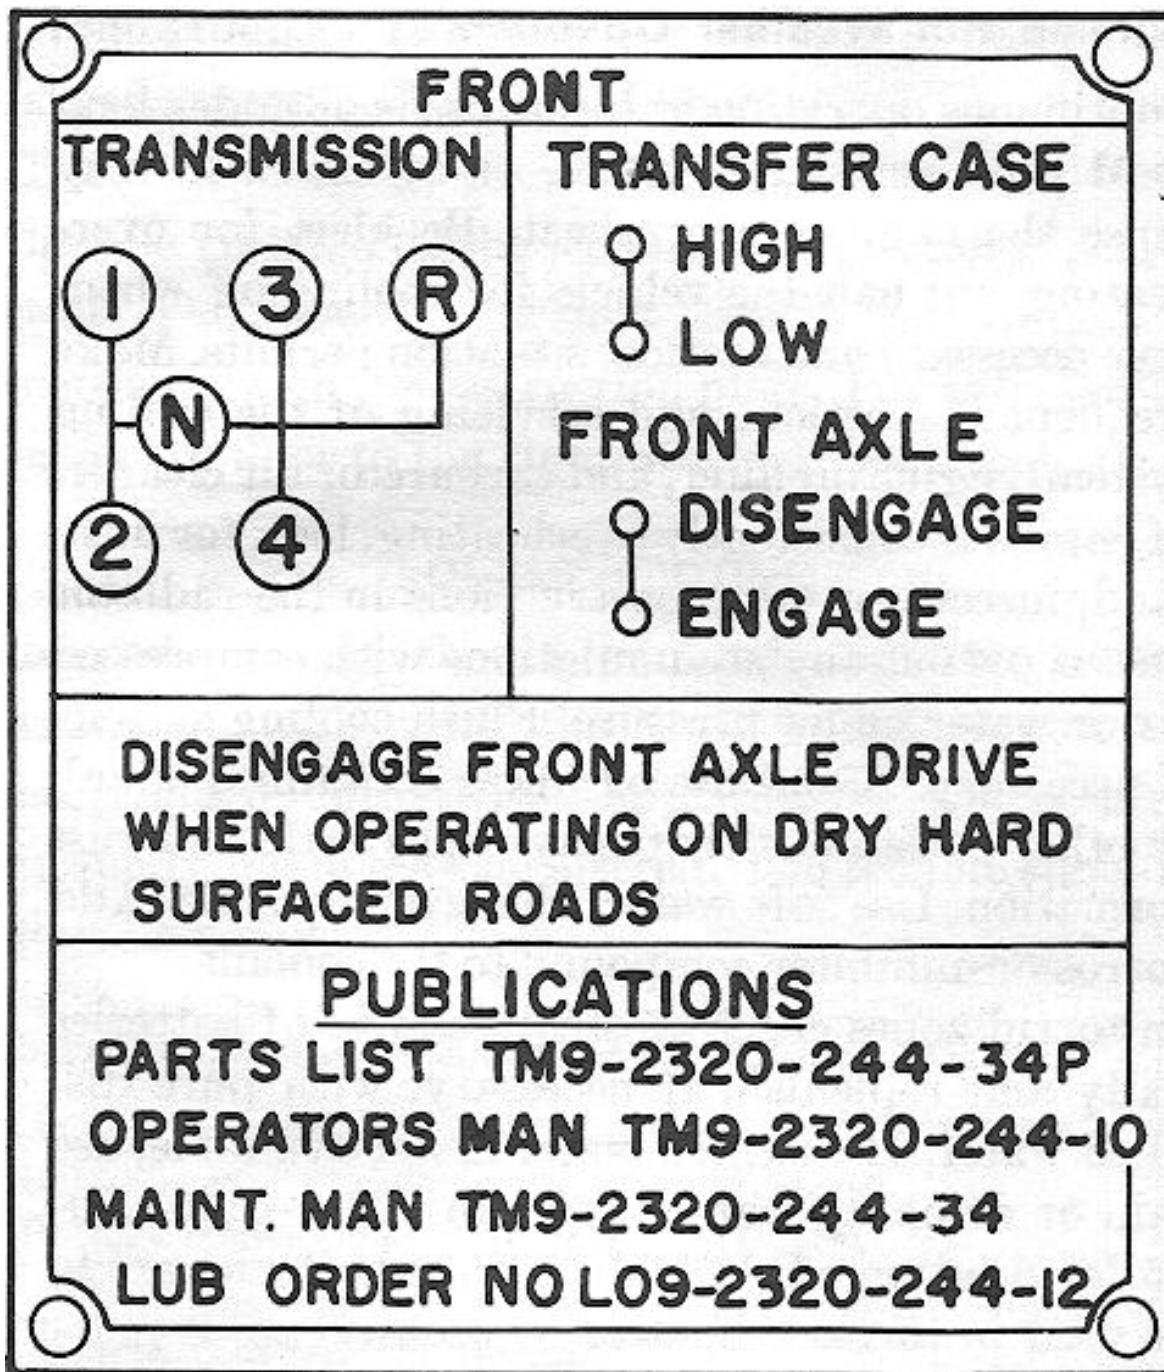 FRONT
TRANSMISSION
1 3 R
N
2 4
TRANSFER CASE
HIGH
LOW
FRONT AXLE
DISENGAGE
ENGAGE
DISENGAGE FRONT AXLE DRIVE
WHEN OPERATING ON DRY HARD
SURFACED ROADS
PUBLICATIONS
PARTS LIST TM9-2320-244-34P
OPERATORS MAN TM9-2320-244-10
MAINT. MAN TM9-2320-244-34
LUB ORDER NO LO9-2320-244-12